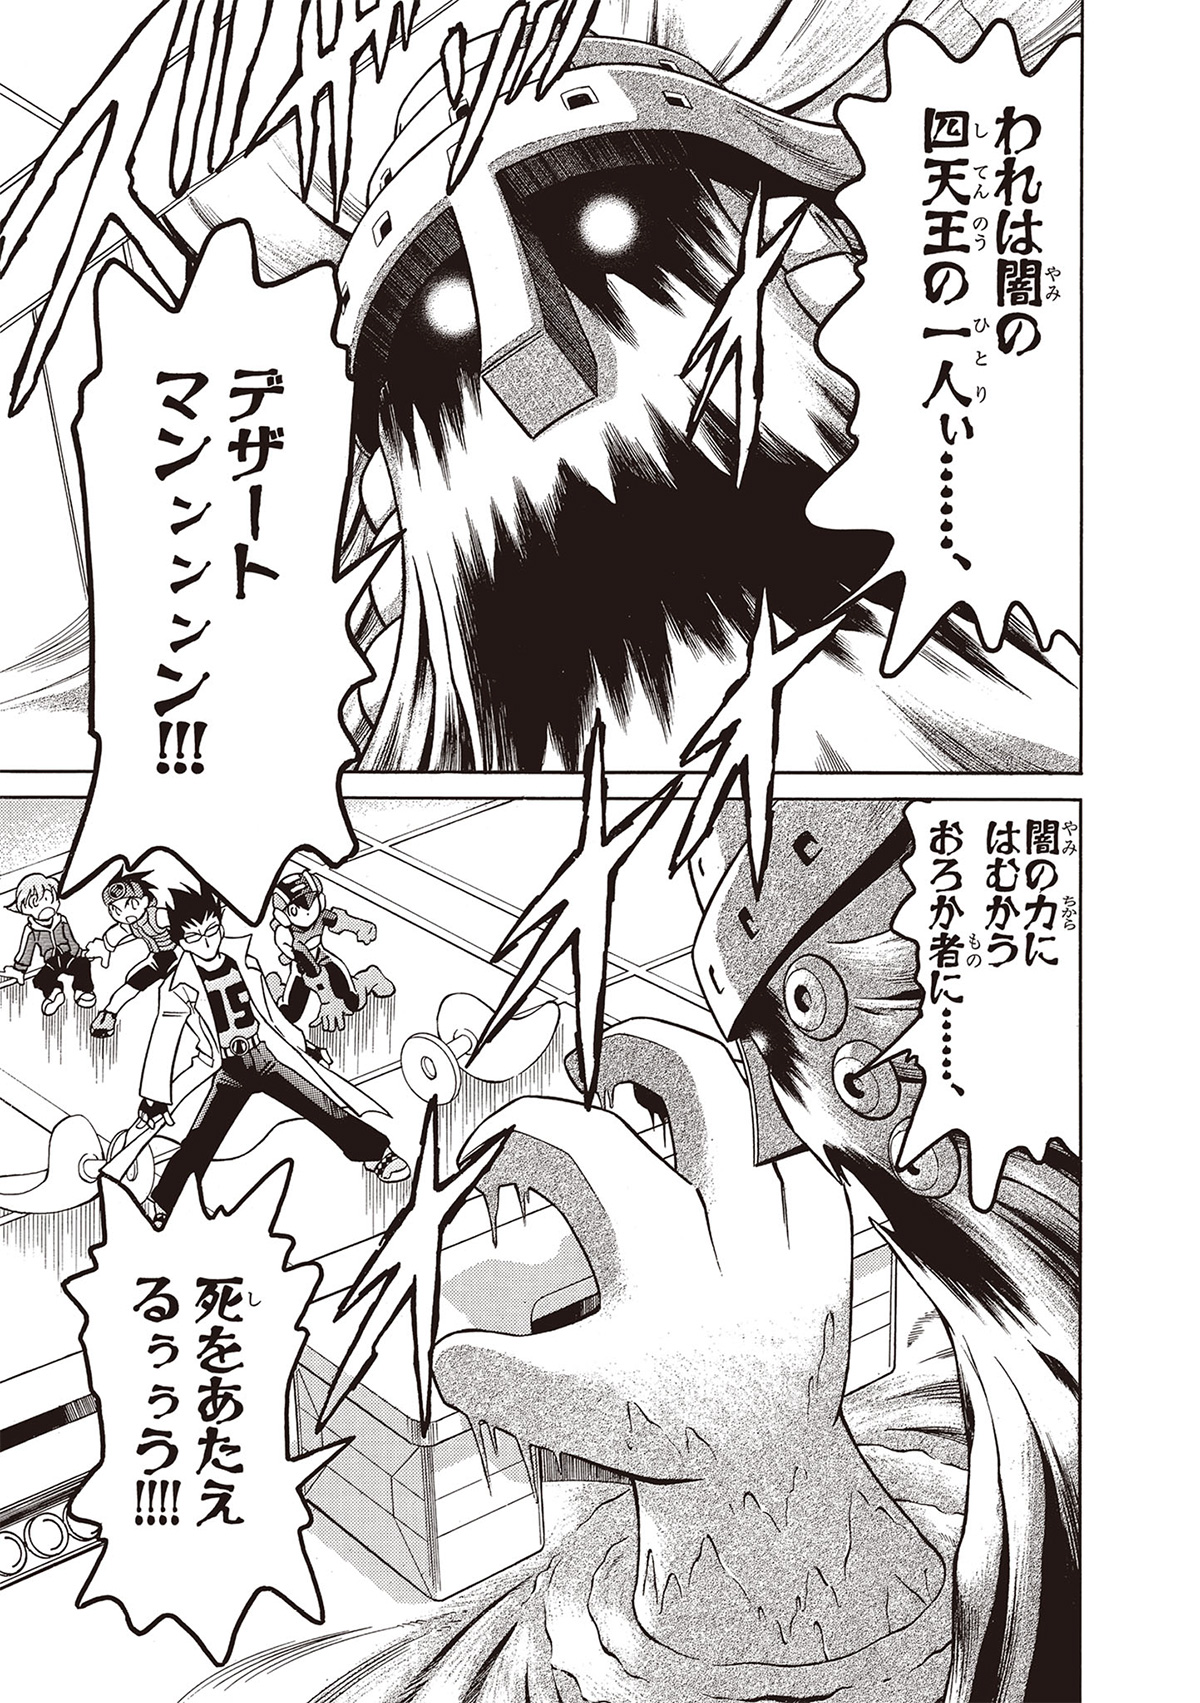 われは闇の
四天王の一人ぃ………、
デザート
マンンンンン!!!
闇の力に
はむかう
おろか者に……、
死をあたえ
るぅぅぅ!!!!
TS